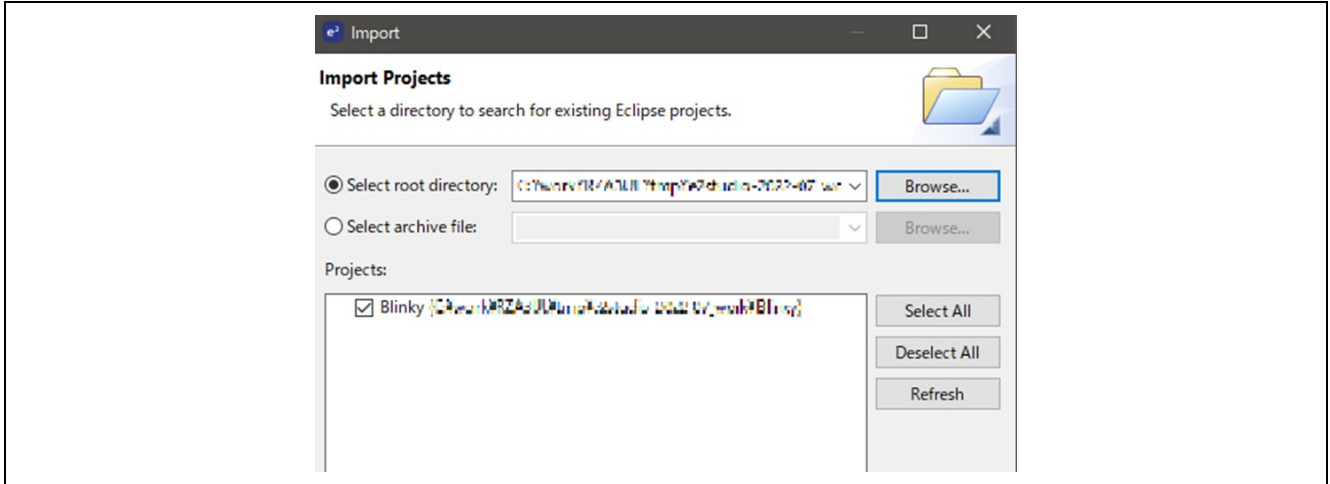 e² Import
Import Projects
Select a directory to search for existing Eclipse projects.
Select root directory:
Browse...
Select archive file:
Browse...
Projects:
Blinky
Select All
Deselect All
Refresh